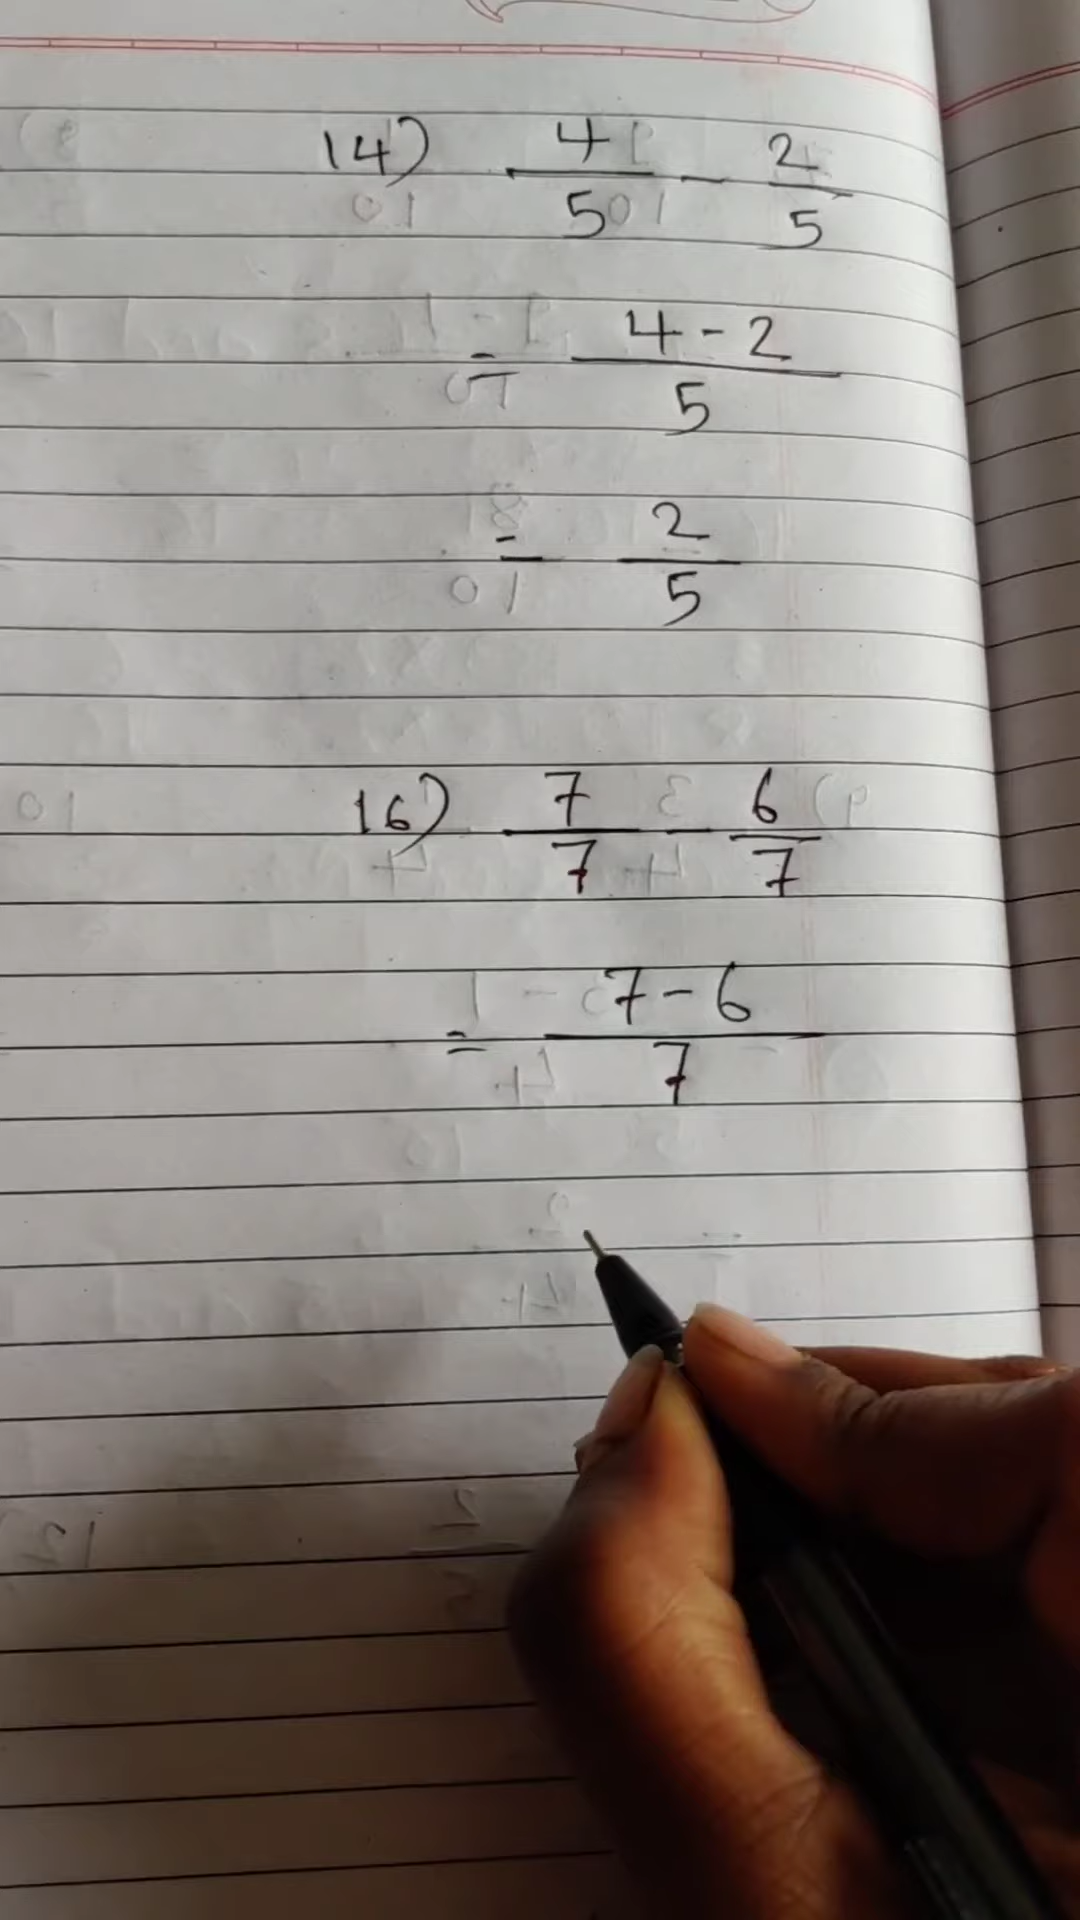 14) 4/5 - 2/5
= 4-2/5
= 2/5
16) 7/7 - 6/7
= 7-6/7